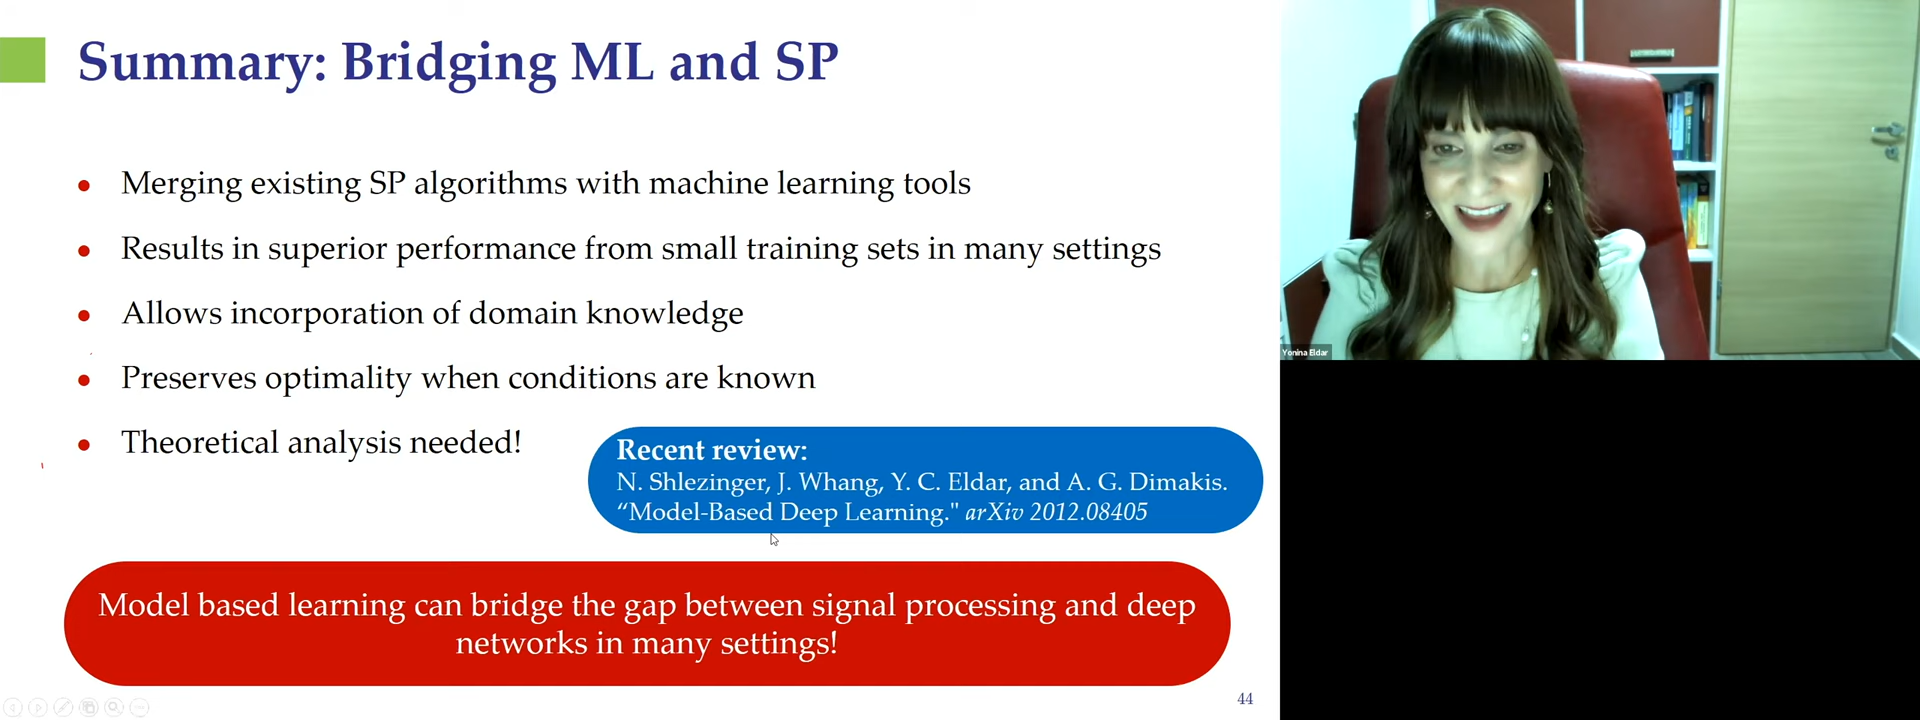 Summary: Bridging ML and SP
• Merging existing SP algorithms with machine learning tools
• Results in superior performance from small training sets in many settings
• Allows incorporation of domain knowledge
• Preserves optimality when conditions are known
• Theoretical analysis needed!
Recent review:
N. Shlezinger, J. Whang, Y. C. Eldar, and A. G. Dimakis.
“Model-Based Deep Learning." arXiv 2012.08405
Model based learning can bridge the gap between signal processing and deep
networks in many settings!
44
Yonina Eldar